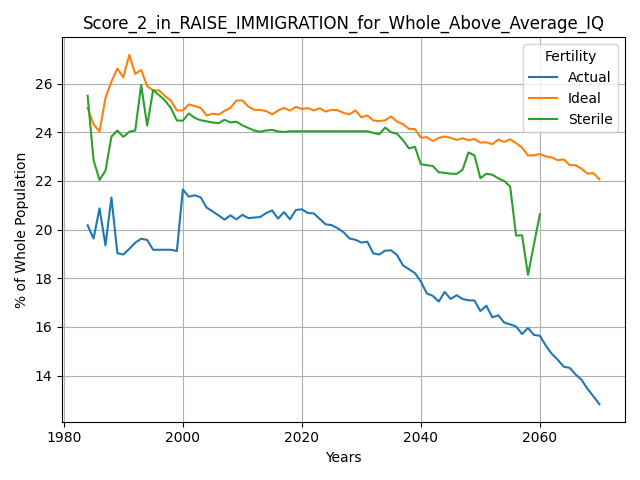 Score_2_in_RAISE_IMMIGRATION_for_Whole_Above_Average_IQ
Fertility
Actual
Ideal
Sterile
% of Whole Population
26
24
22
20
18
16
14
1980
2000
2020
2040
2060
Years